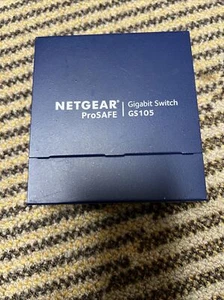 NETGEAR® Gigabit Switch
ProSAFE GS105